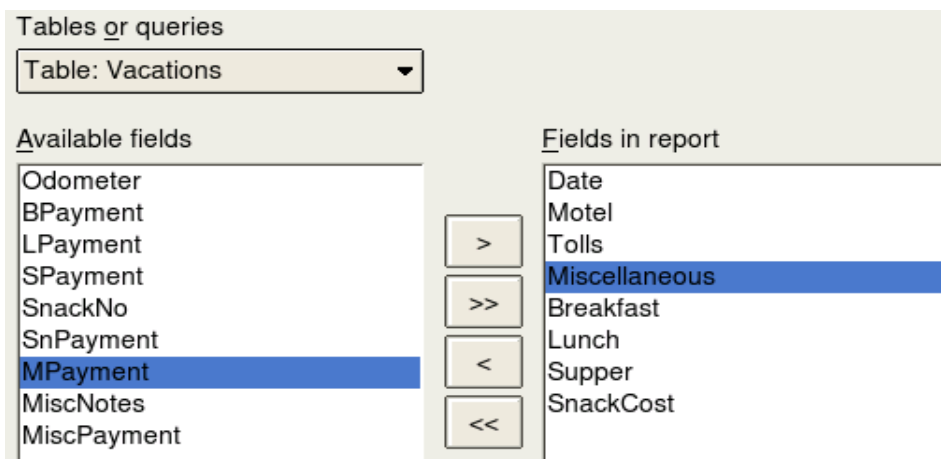 Tables or queries
Table: Vacations
Available fields
Odometer
BPayment
LPayment
SPayment
SnackNo
SnPayment
MPayment
MiscNotes
MiscPayment
>
>>
<
<<
Fields in report
Date
Motel
Tolls
Miscellaneous
Breakfast
Lunch
Supper
SnackCost